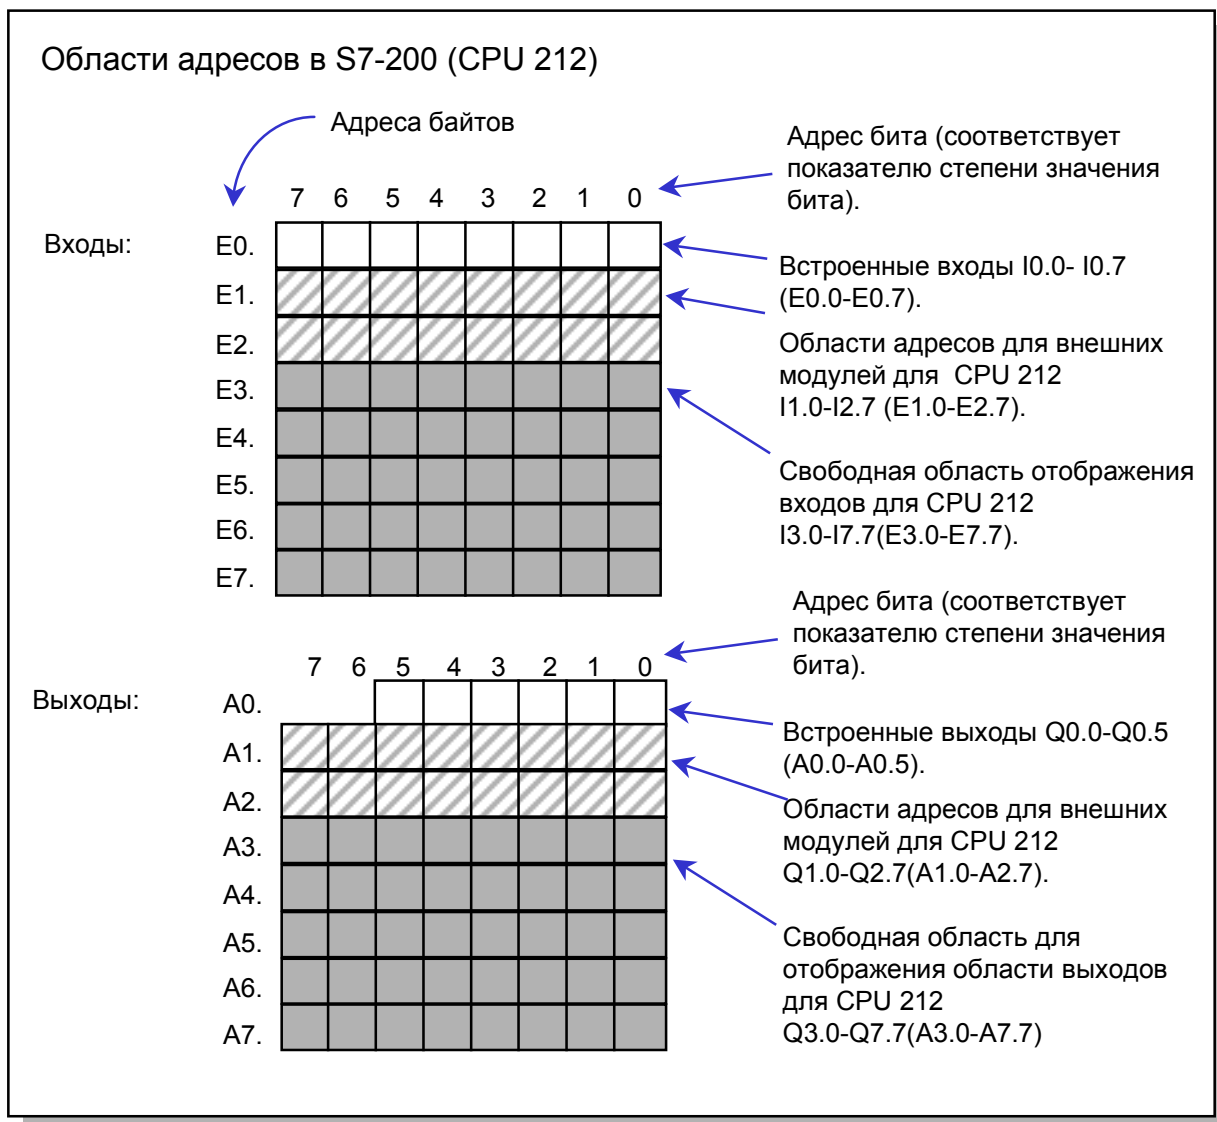 Области адресов в S7-200 (CPU 212)
Адреса байтов
Адрес бита (соответствует
показателю степени значения
бита).
7 6 5 4 3 2 1 0
Входы:
E0.
E1.
E2.
E3.
E4.
E5.
E6.
E7.
Встроенные входы I0.0- I0.7
(E0.0-E0.7).
Области адресов для внешних
модулей для CPU 212
I1.0-I2.7 (E1.0-E2.7).
Свободная область отображения
входов для CPU 212
I3.0-I7.7(E3.0-E7.7).
Адрес бита (соответствует
показателю степени значения
бита).
7 6 5 4 3 2 1 0
Выходы:
A0.
A1.
A2.
A3.
A4.
A5.
A6.
A7.
Встроенные выходы Q0.0-Q0.5
(A0.0-A0.5).
Области адресов для внешних
модулей для CPU 212
Q1.0-Q2.7(A1.0-A2.7).
Свободная область для
отображения области выходов
для CPU 212
Q3.0-Q7.7(A3.0-A7.7)